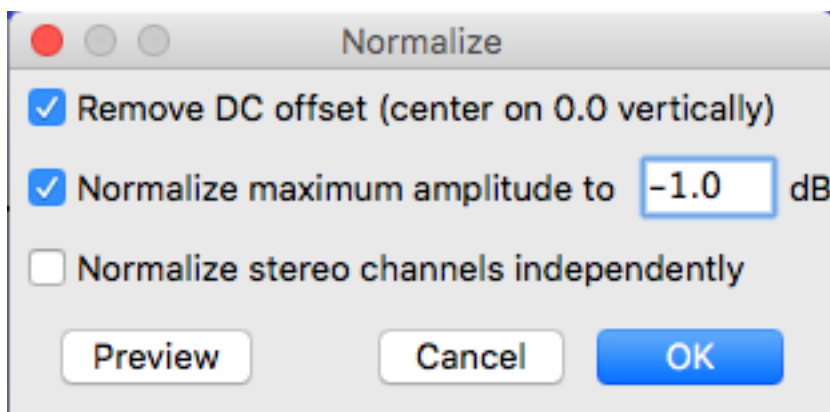 Normalize
Remove DC offset (center on 0.0 vertically)
Normalize maximum amplitude to -1.0 dB
Normalize stereo channels independently
Preview Cancel OK